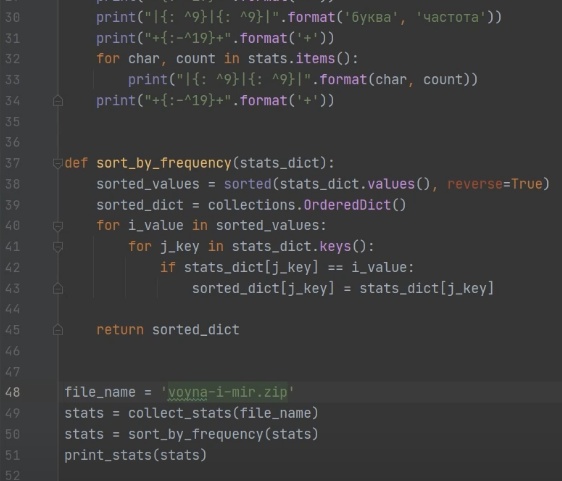 30 print("|{: ^9}|{: ^9}|".format('буква', 'частота'))
31 print("+{:-^19}+".format('+'))
32 for char, count in stats.items():
33 print("|{: ^9}|{: ^9}|".format(char, count))
34 print("+{:-^19}+".format('+'))
35
36
37 def sort_by_frequency(stats_dict):
38 sorted_values = sorted(stats_dict.values(), reverse=True)
39 sorted_dict = collections.OrderedDict()
40 for i_value in sorted_values:
41 for j_key in stats_dict.keys():
42 if stats_dict[j_key] == i_value:
43 sorted_dict[j_key] = stats_dict[j_key]
44
45 return sorted_dict
46
47
48 file_name = 'voyna-i-mir.zip'
49 stats = collect_stats(file_name)
50 stats = sort_by_frequency(stats)
51 print_stats(stats)
52